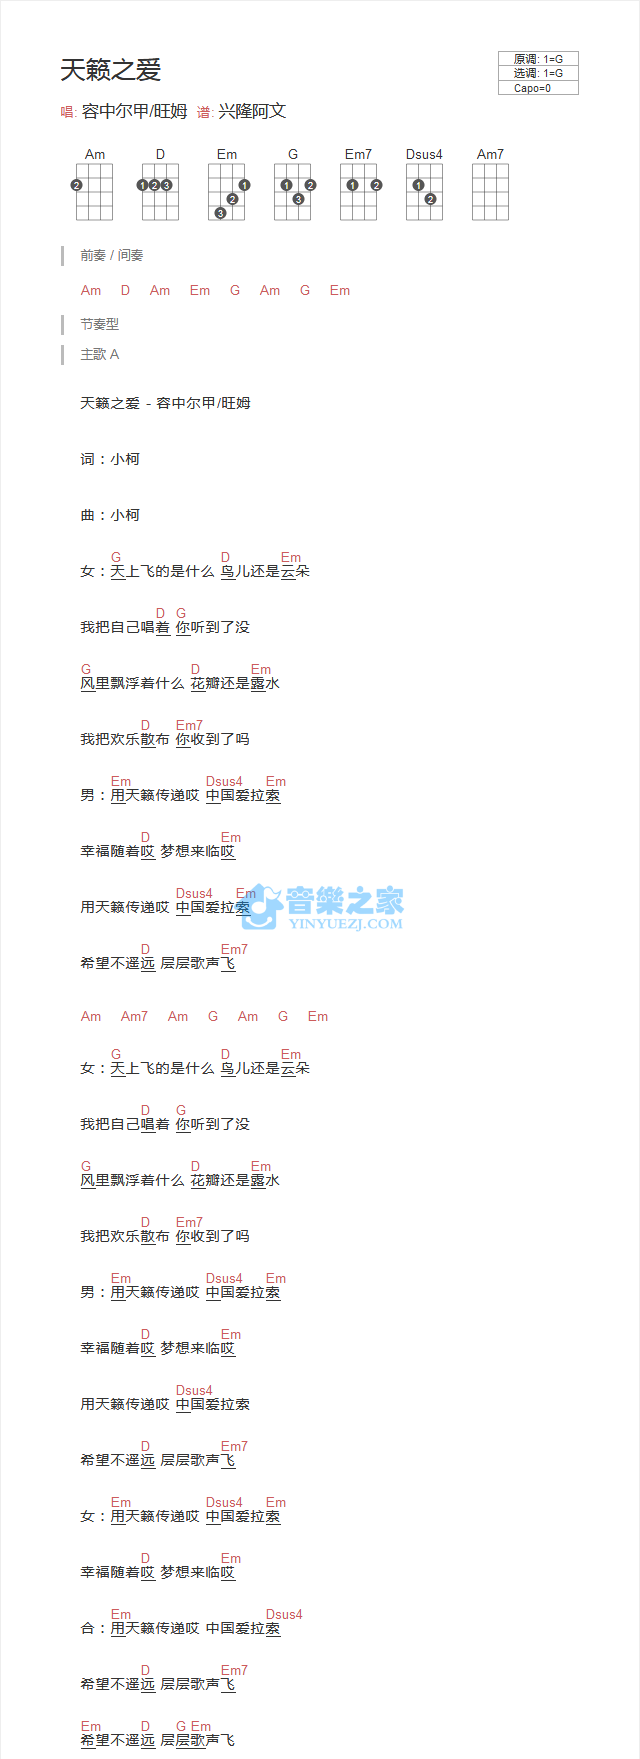 天籁之爱
原调: 1=G
选调: 1=G
Capo=0
唱: 容中尔甲/旺姆 谱: 兴隆阿文
Am D Em G Em7 Dsus4 Am7
2 1 2 3 1 2 3 1 2 3 1 2 1 2
前奏 / 间奏
Am D Am Em G Am G Em
节奏型
主歌 A
天籁之爱 - 容中尔甲/旺姆
词：小柯
曲：小柯
G D Em
女：天上飞的是什么 鸟儿还是云朵
D G
我把自己唱着 你听到了没
G D Em
风里飘浮着什么 花瓣还是露水
D Em7
我把欢乐散布 你收到了吗
Em Dsus4 Em
男：用天籁传递哎 中国爱拉索
D Em
幸福随着哎 梦想来临哎
Dsus4 Em
用天籁传递哎 中国爱拉索
音樂之家
YINYUEZJ.COM
D Em7
希望不遥远 层层歌声飞
Am Am7 Am G Am G Em
G D Em
女：天上飞的是什么 鸟儿还是云朵
D G
我把自己唱着 你听到了没
G D Em
风里飘浮着什么 花瓣还是露水
D Em7
我把欢乐散布 你收到了吗
Em Dsus4 Em
男：用天籁传递哎 中国爱拉索
D Em
幸福随着哎 梦想来临哎
Dsus4
用天籁传递哎 中国爱拉索
D Em7
希望不遥远 层层歌声飞
Em Dsus4 Em
女：用天籁传递哎 中国爱拉索
D Em
幸福随着哎 梦想来临哎
Em Dsus4
合：用天籁传递哎 中国爱拉索
D Em7
希望不遥远 层层歌声飞
Em D G Em
希望不遥远 层层歌声飞